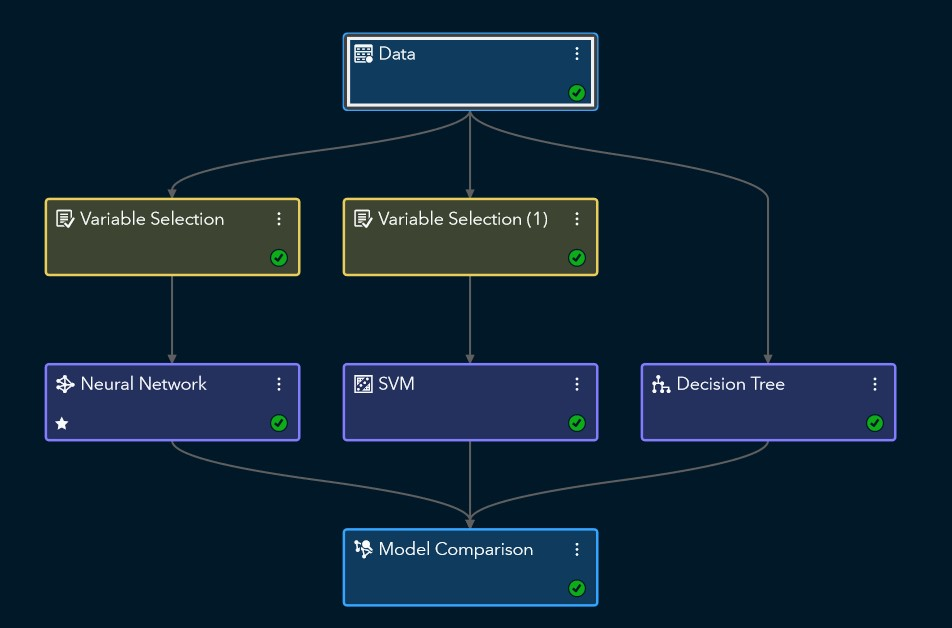 Data
Variable Selection
Variable Selection (1)
Neural Network
SVM
Decision Tree
Model Comparison